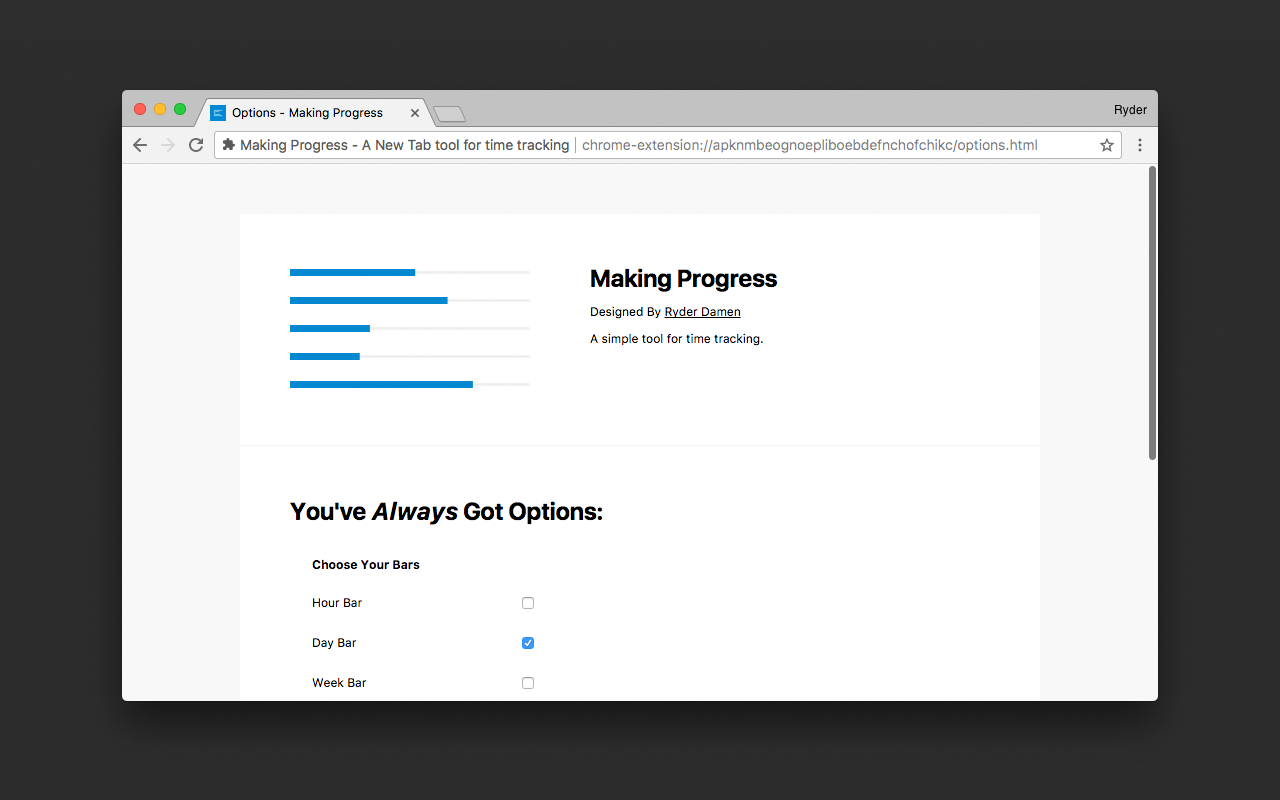 Options - Making Progress
Ryder
Making Progress - A New Tab tool for time tracking chrome-extension://apknmbeognoepliboebdefnchofchikc/options.html
Making Progress
Designed By Ryder Damen
A simple tool for time tracking.
You've Always Got Options:
Choose Your Bars
Hour Bar
Day Bar
Week Bar